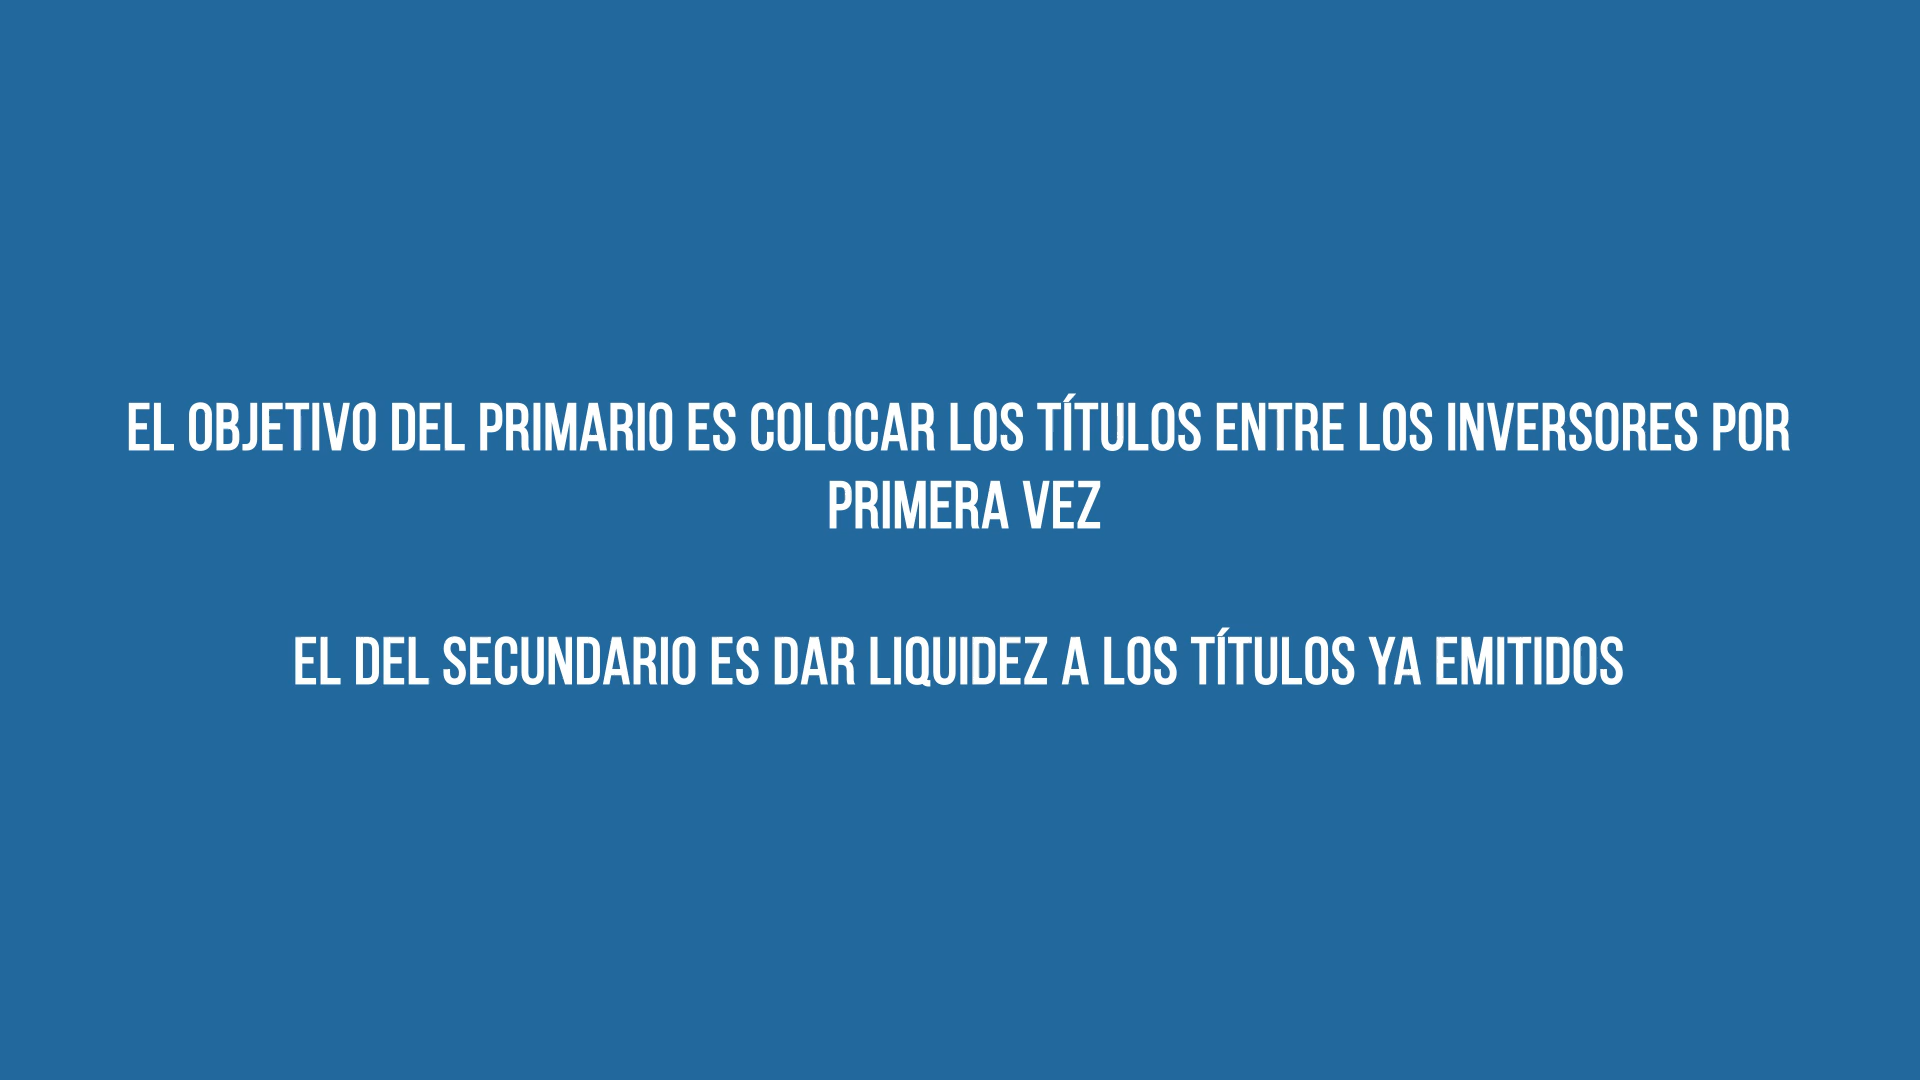 EL OBJETIVO DEL PRIMARIO ES COLOCAR LOS TÍTULOS ENTRE LOS INVERSORES POR
PRIMERA VEZ
EL DEL SECUNDARIO ES DAR LIQUIDEZ A LOS TÍTULOS YA EMITIDOS